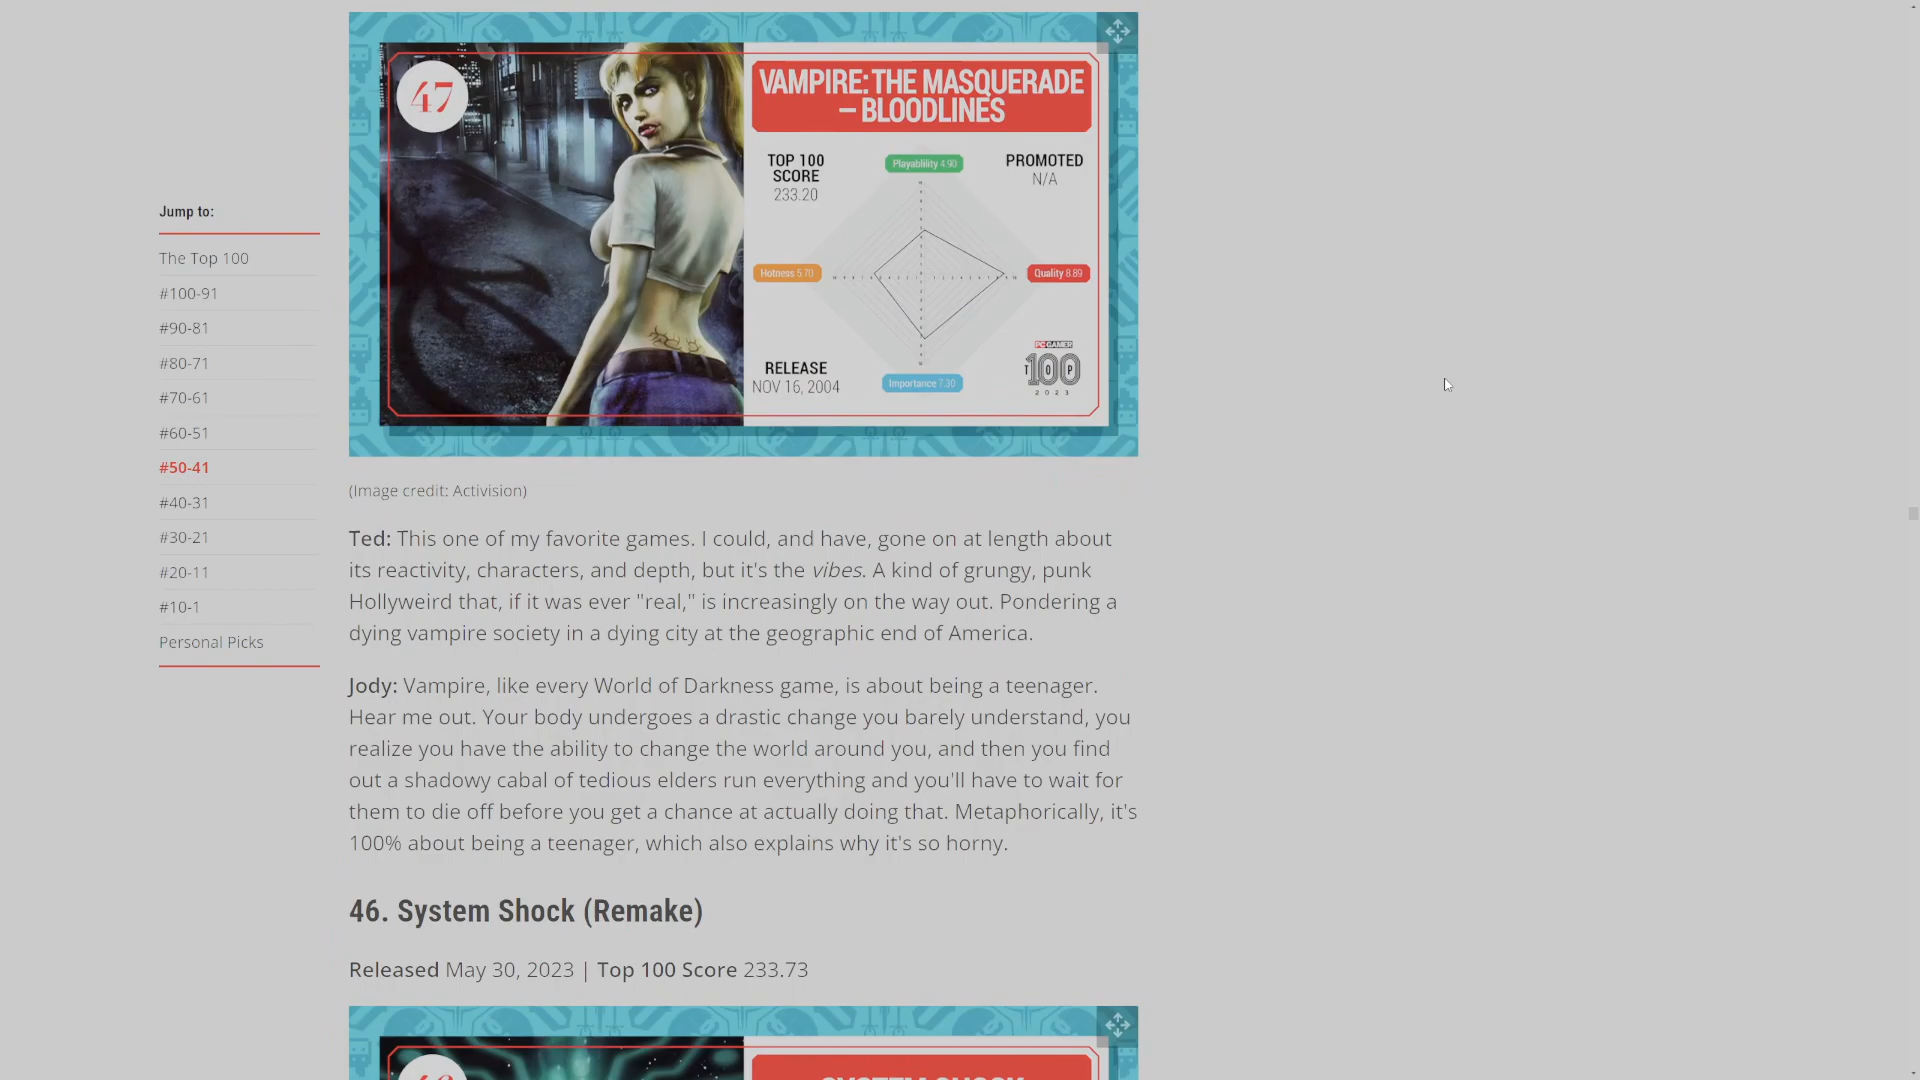 47
VAMPIRE: THE MASQUERADE
– BLOODLINES
TOP 100
SCORE
233.20
Playablility 4.90
PROMOTED
N/A
Hotness 5.70
Quality 8.89
RELEASE
NOV 16, 2004
Importance 7.30
PC GAMER
TOP
100
2023
Jump to:
The Top 100
#100-91
#90-81
#80-71
#70-61
#60-51
#50-41
#40-31
#30-21
#20-11
#10-1
Personal Picks
(Image credit: Activision)
Ted: This one of my favorite games. I could, and have, gone on at length about
its reactivity, characters, and depth, but it's the vibes. A kind of grungy, punk
Hollyweird that, if it was ever "real," is increasingly on the way out. Pondering a
dying vampire society in a dying city at the geographic end of America.
Jody: Vampire, like every World of Darkness game, is about being a teenager.
Hear me out. Your body undergoes a drastic change you barely understand, you
realize you have the ability to change the world around you, and then you find
out a shadowy cabal of tedious elders run everything and you'll have to wait for
them to die off before you get a chance at actually doing that. Metaphorically, it's
100% about being a teenager, which also explains why it's so horny.
46. System Shock (Remake)
Released May 30, 2023 | Top 100 Score 233.73
SYSTEM SHOCK